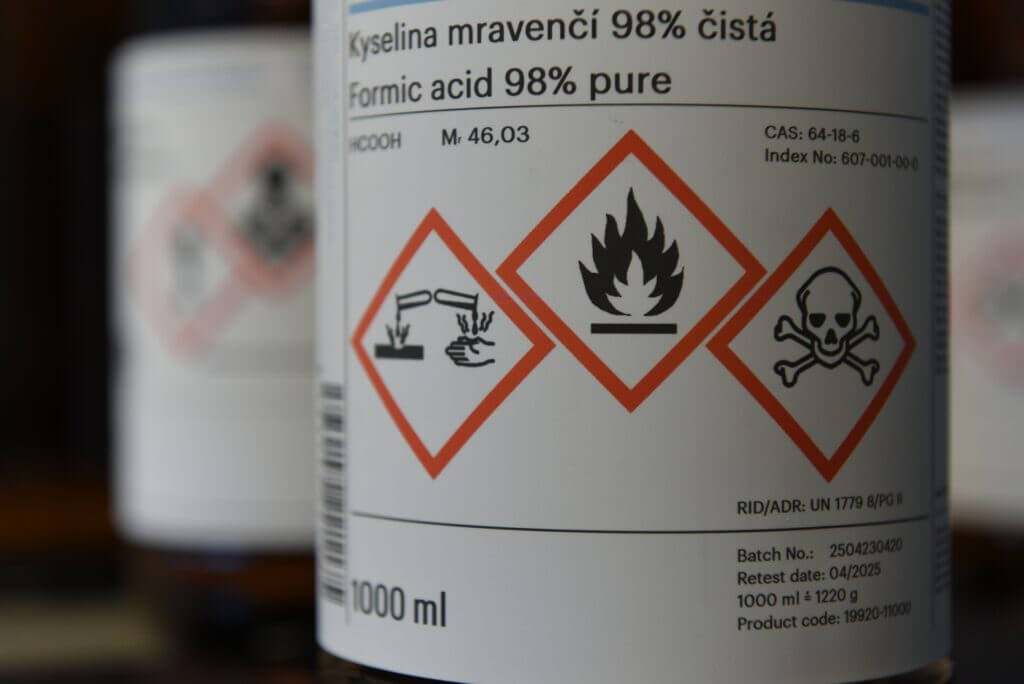 Kyselina mravenčí 98% čistá
Formic acid 98% pure
HCOOH Mr 46,03
CAS: 64-18-6
Index No: 607-001-00-0
RID/ADR: UN 1779 8/PG II
Batch No.: 2504230420
Retest date: 04/2025
1000 ml ≙ 1220 g
Product code: 19920-11000
1000 ml